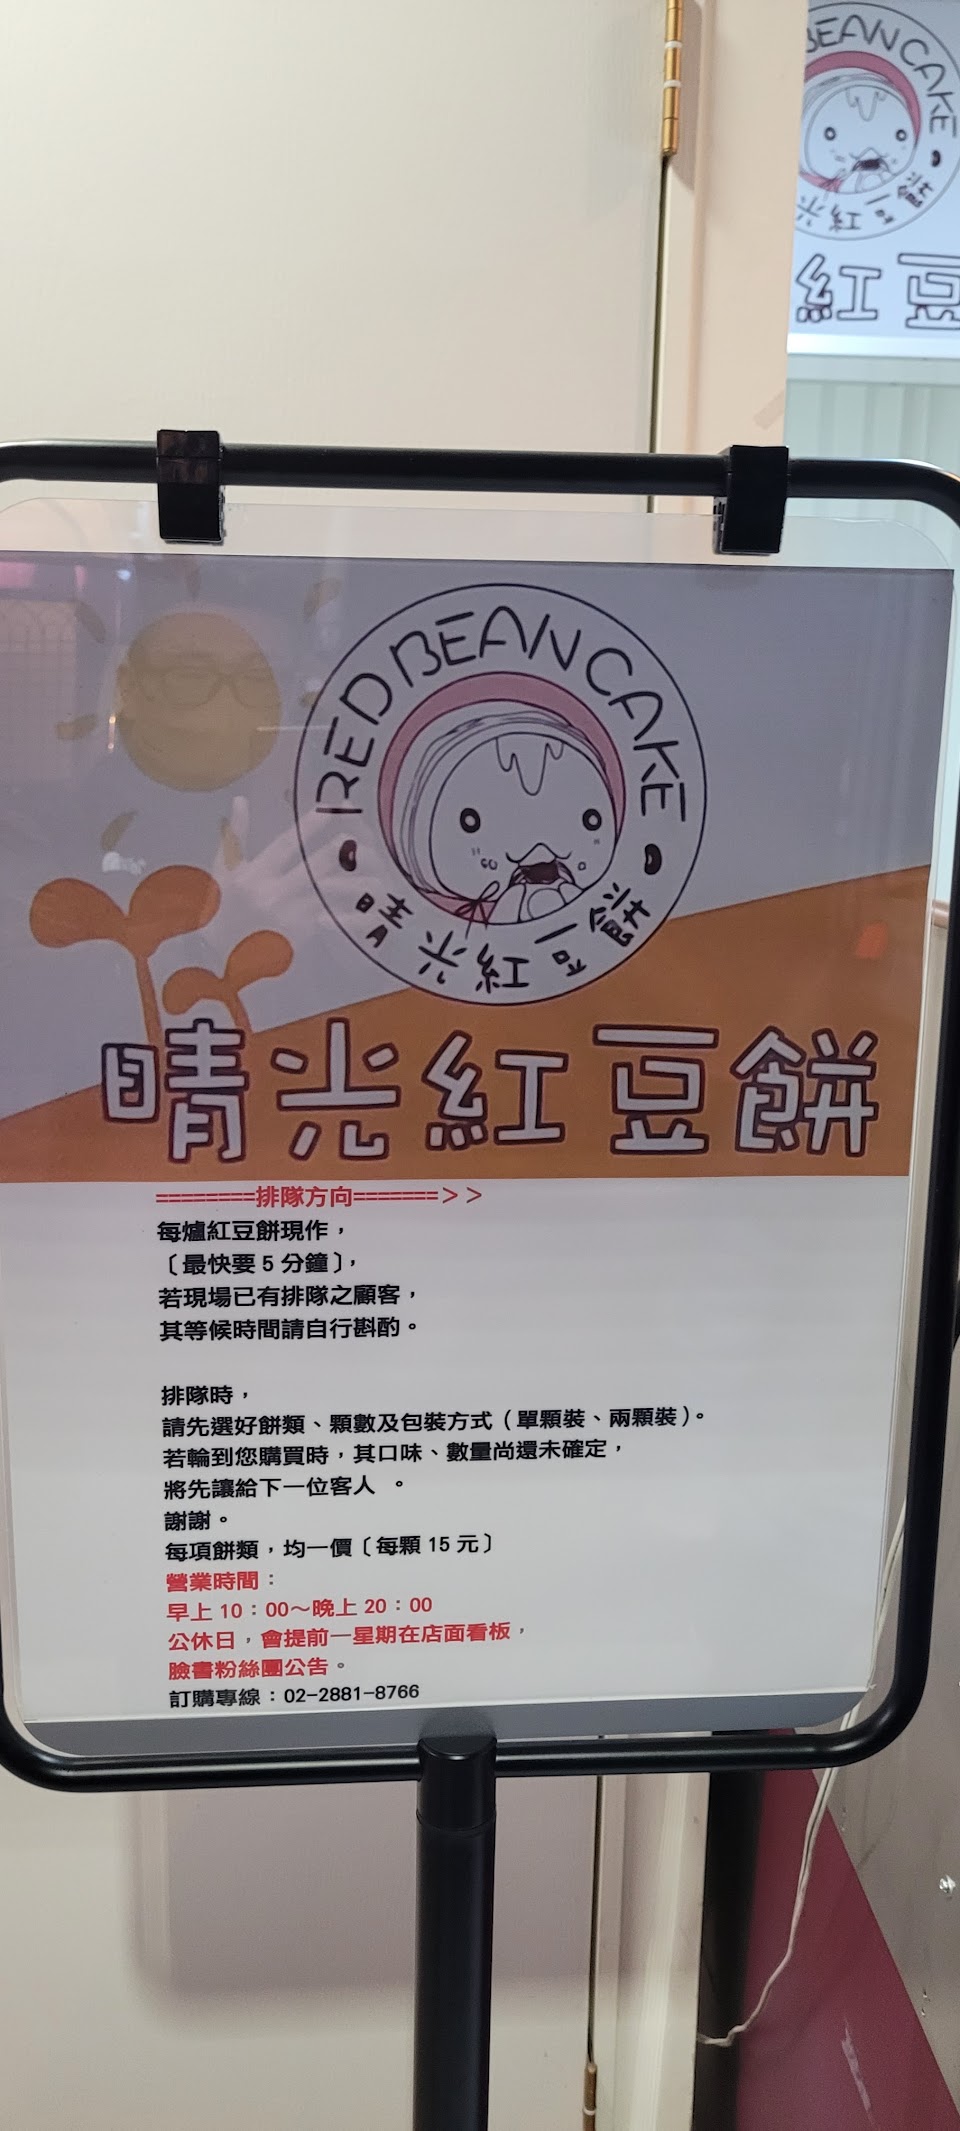 BEAN CAKE
晴光紅豆餅
紅豆
RED BEAN CAKE
晴光紅豆餅
晴光紅豆餅
========排隊方向=======＞＞
每爐紅豆餅現作，
〔最快要 5 分鐘〕，
若現場已有排隊之顧客，
其等候時間請自行斟酌。
排隊時，
請先選好餅類、顆數及包裝方式（單顆裝、兩顆裝）。
若輪到您購買時，其口味、數量尚還未確定，
將先讓給下一位客人 。
謝謝。
每項餅類，均一價〔每顆 15 元〕
營業時間：
早上 10：00～晚上 20：00
公休日，會提前一星期在店面看板，
臉書粉絲團公告。
訂購專線：02-2881-8766